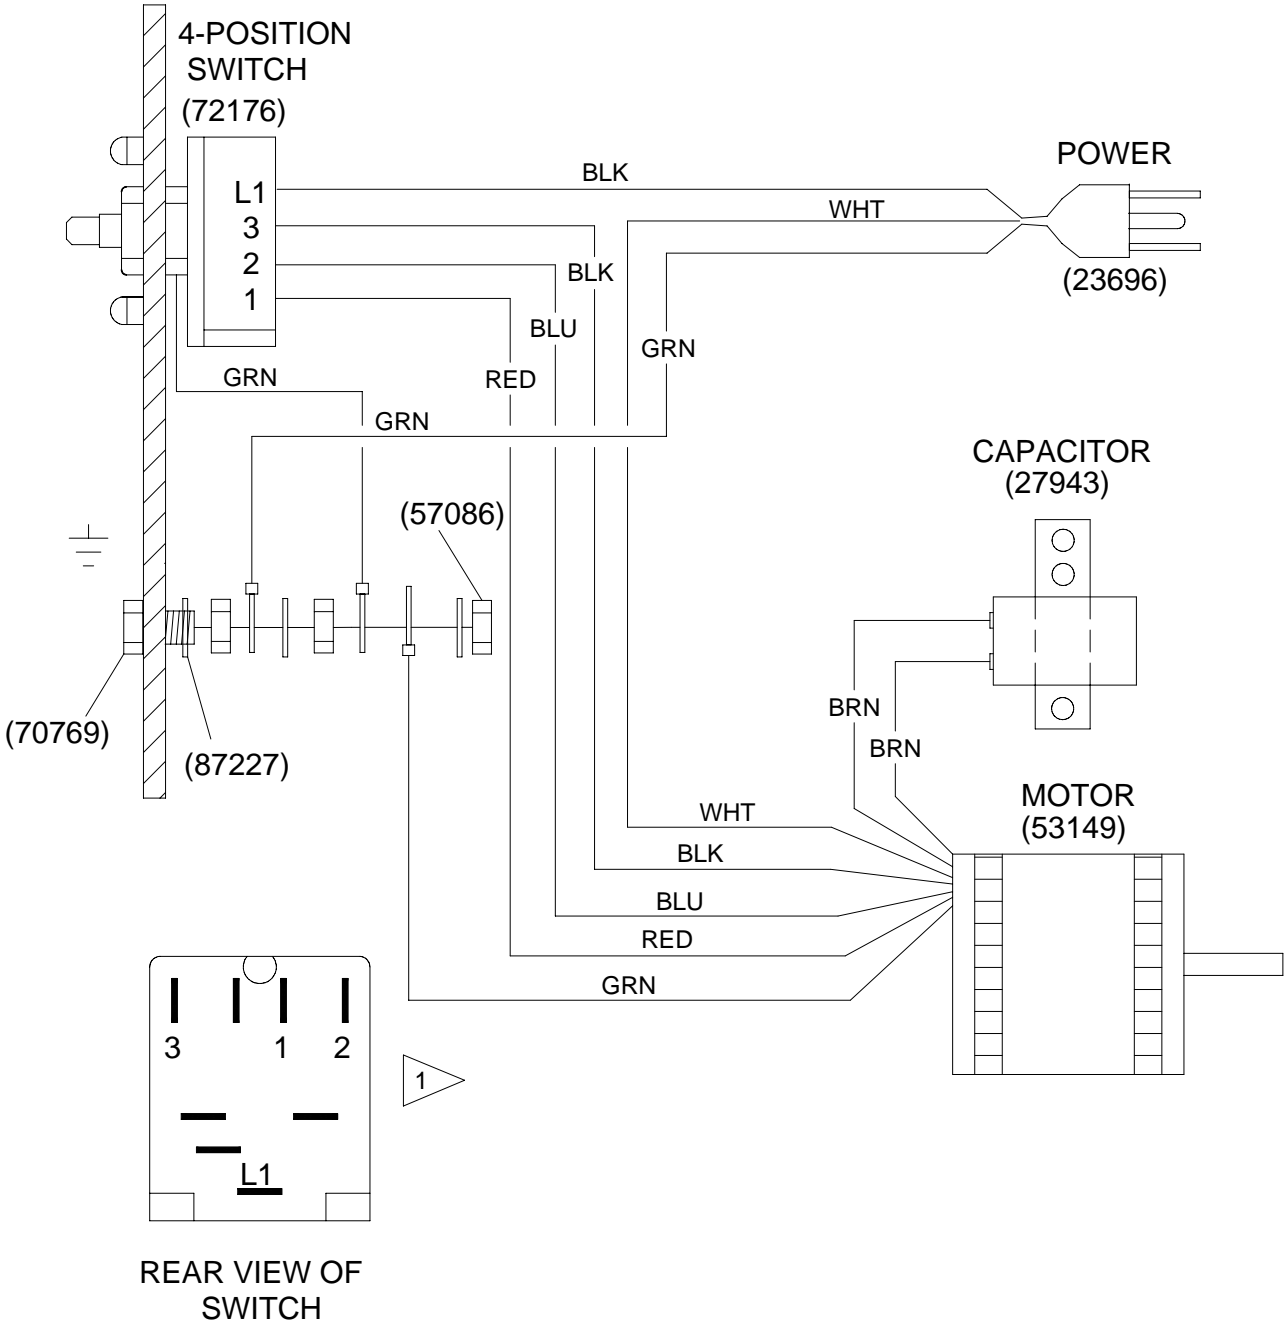 4-POSITION
SWITCH
(72176)
L1
3
2
1
BLK
WHT
POWER
(23696)
BLK
BLU
GRN
RED
GRN
GRN
CAPACITOR
(27943)
(57086)
(70769)
(87227)
BRN
BRN
MOTOR
(53149)
WHT
BLK
BLU
RED
GRN
3 1 2
1
L1
REAR VIEW OF
SWITCH